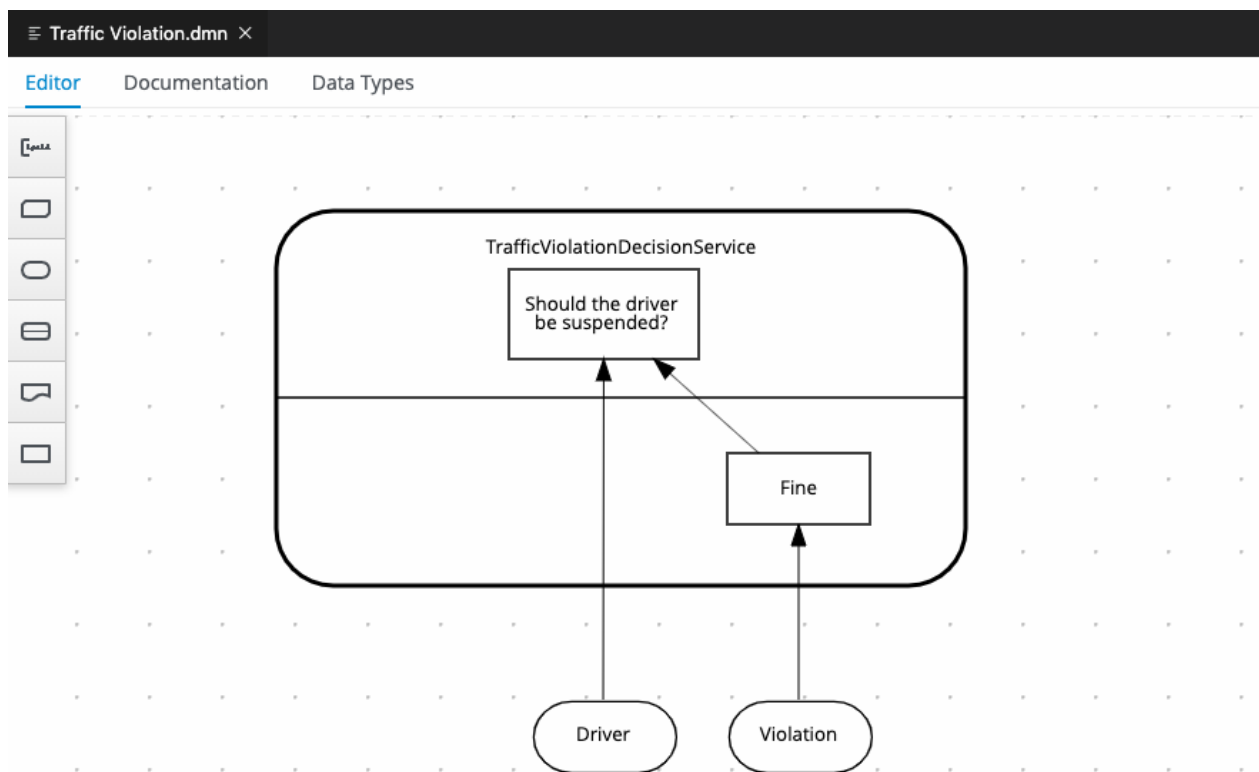 Traffic Violation.dmn
Editor Documentation Data Types
TrafficViolationDecisionService
Should the driver
be suspended?
Fine
Driver
Violation